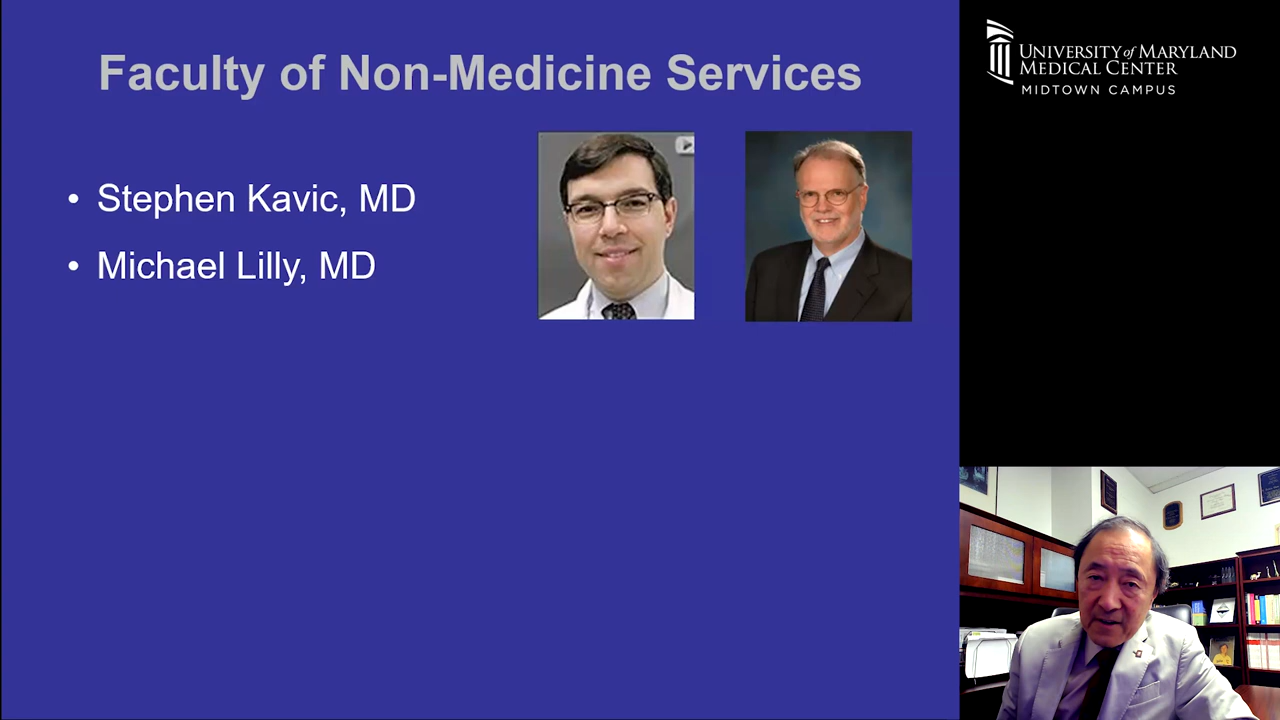 Faculty of Non-Medicine Services
• Stephen Kavic, MD
• Michael Lilly, MD
UNIVERSITY of MARYLAND
MEDICAL CENTER
MIDTOWN CAMPUS